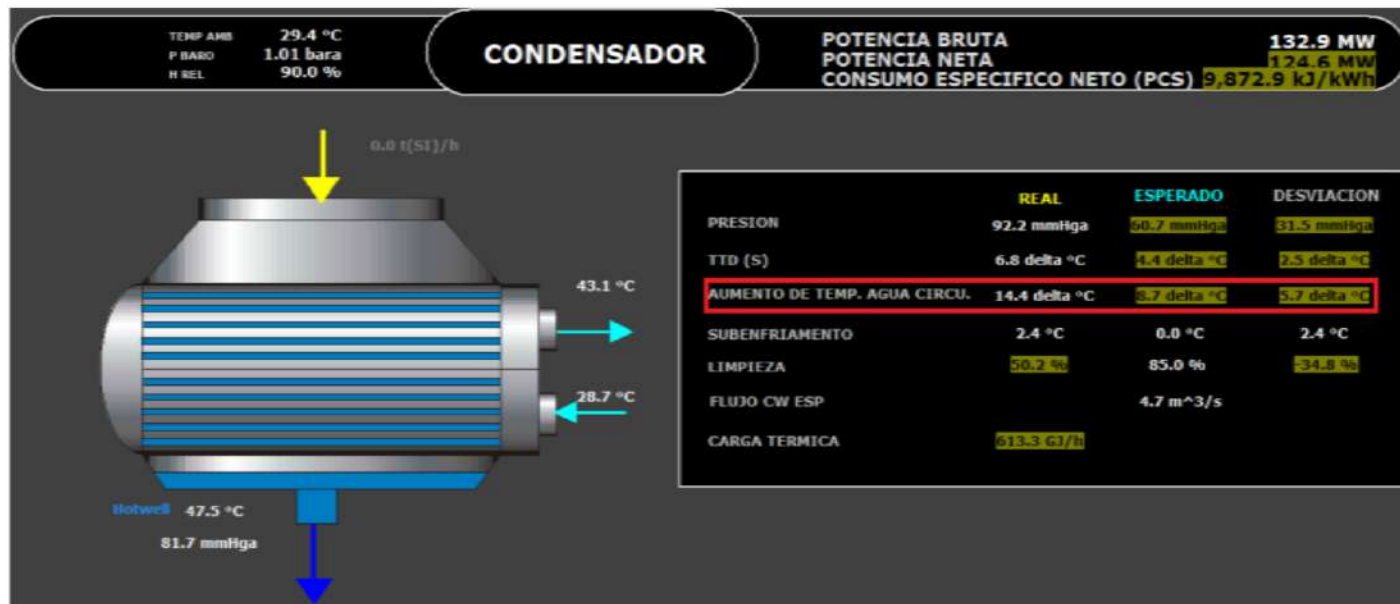 TEMP AMB 29.4 °C
P BARO 1.01 bara
H REL 90.0 %
CONDENSADOR
POTENCIA BRUTA 132.9 MW
POTENCIA NETA 124.6 MW
CONSUMO ESPECIFICO NETO (PCS) 9,872.9 kJ/kWh
0.0 t(SI)/h
43.1 °C
28.7 °C
Hotwell 47.5 °C
81.7 mmHga
REAL ESPERADO DESVIACION
PRESION 92.2 mmHga 60.7 mmHga 31.5 mmHga
TTD (S) 6.8 delta °C 4.4 delta °C 2.5 delta °C
AUMENTO DE TEMP. AGUA CIRCU. 14.4 delta °C 8.7 delta °C 5.7 delta °C
SUBENFRIAMENTO 2.4 °C 0.0 °C 2.4 °C
LIMPIEZA 50.2 % 85.0 % -34.8 %
FLUJO CW ESP 4.7 m^3/s
CARGA TERMICA 613.3 GJ/h